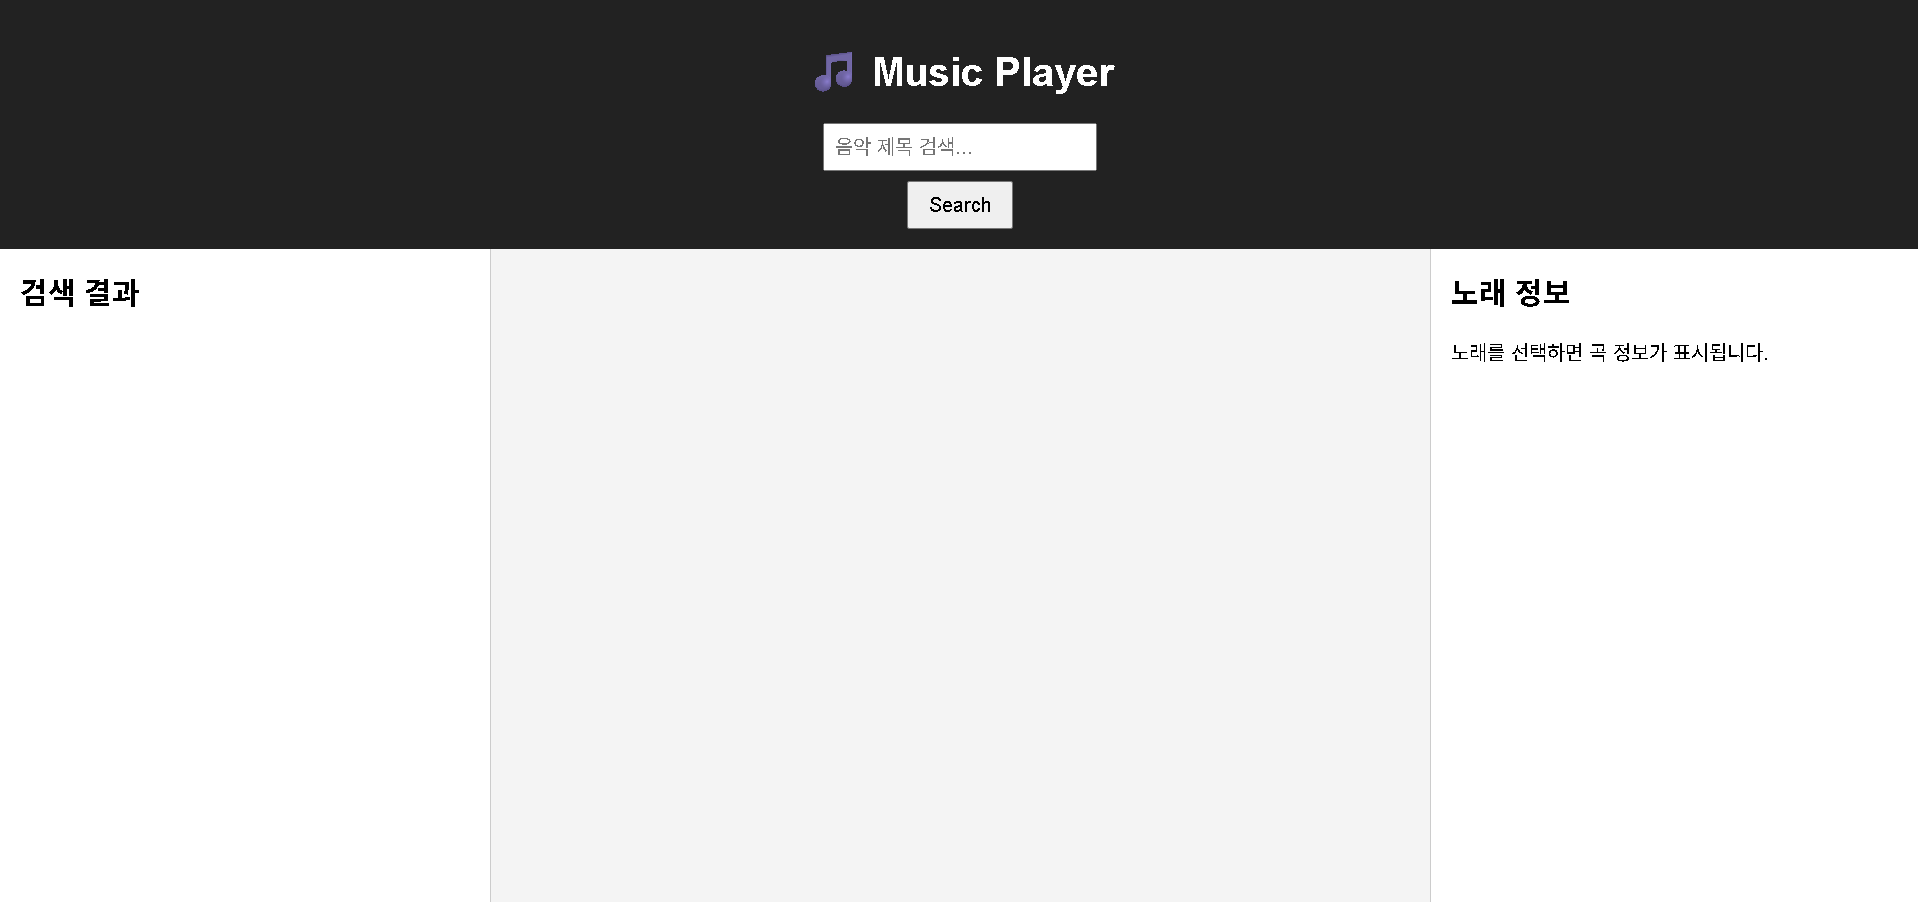 🎵 Music Player
음악 제목 검색...
Search
검색 결과
노래 정보
노래를 선택하면 곡 정보가 표시됩니다.